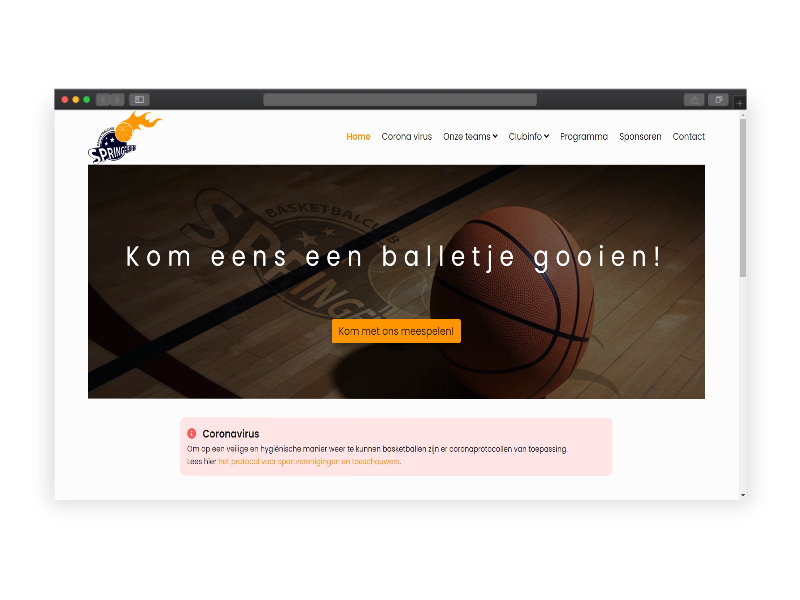 SPRINGERS
Home Corona virus Onze teams Clubinfo Programma Sponsoren Contact
BASKETBALCLUB
SPRINGE
Kom eens een balletje gooien!
Kom met ons meespelen!
Coronavirus
Om op een veilige en hygiënische manier weer te kunnen basketballen zijn er coronaprotocollen van toepassing.
Lees hier het protocol voor sportverenigingen en toeschouwers.